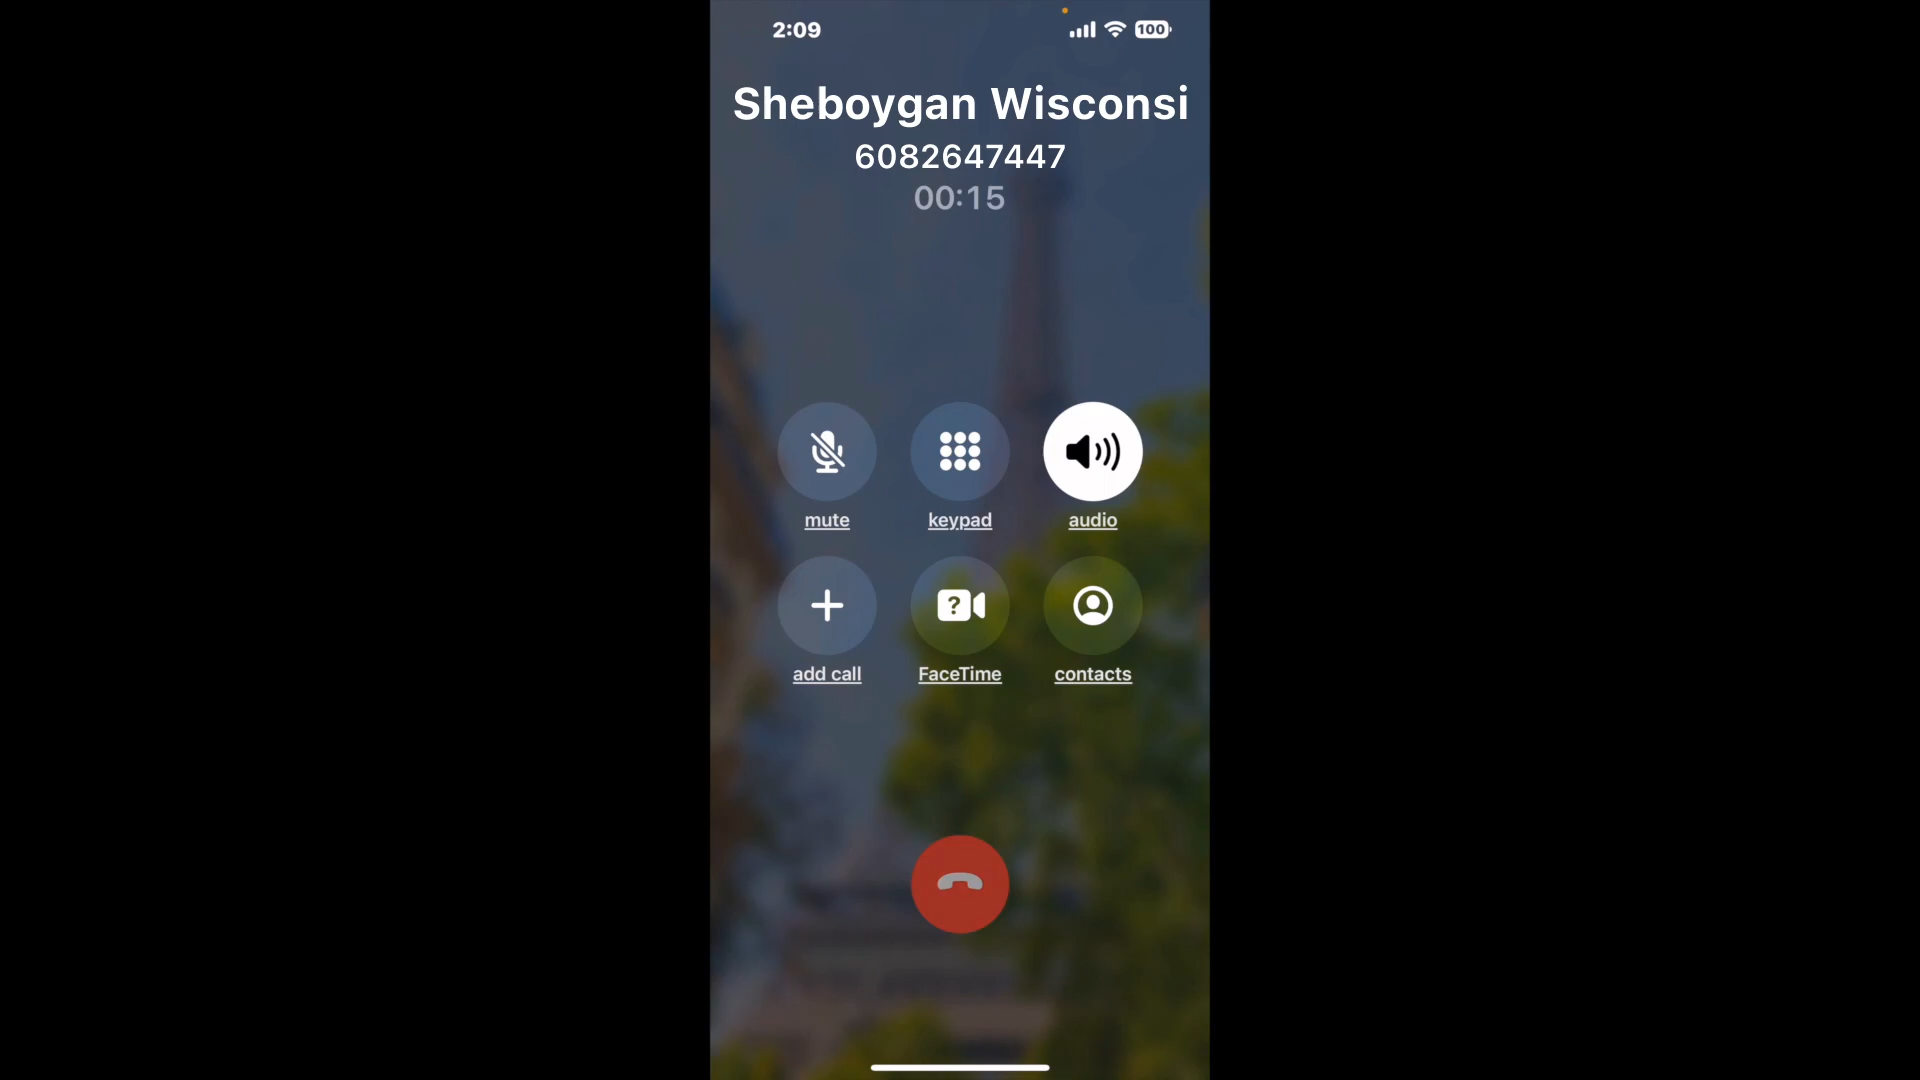 2:09
100
Sheboygan Wisconsi
6082647447
00:15
mute
keypad
audio
?
add call
FaceTime
contacts